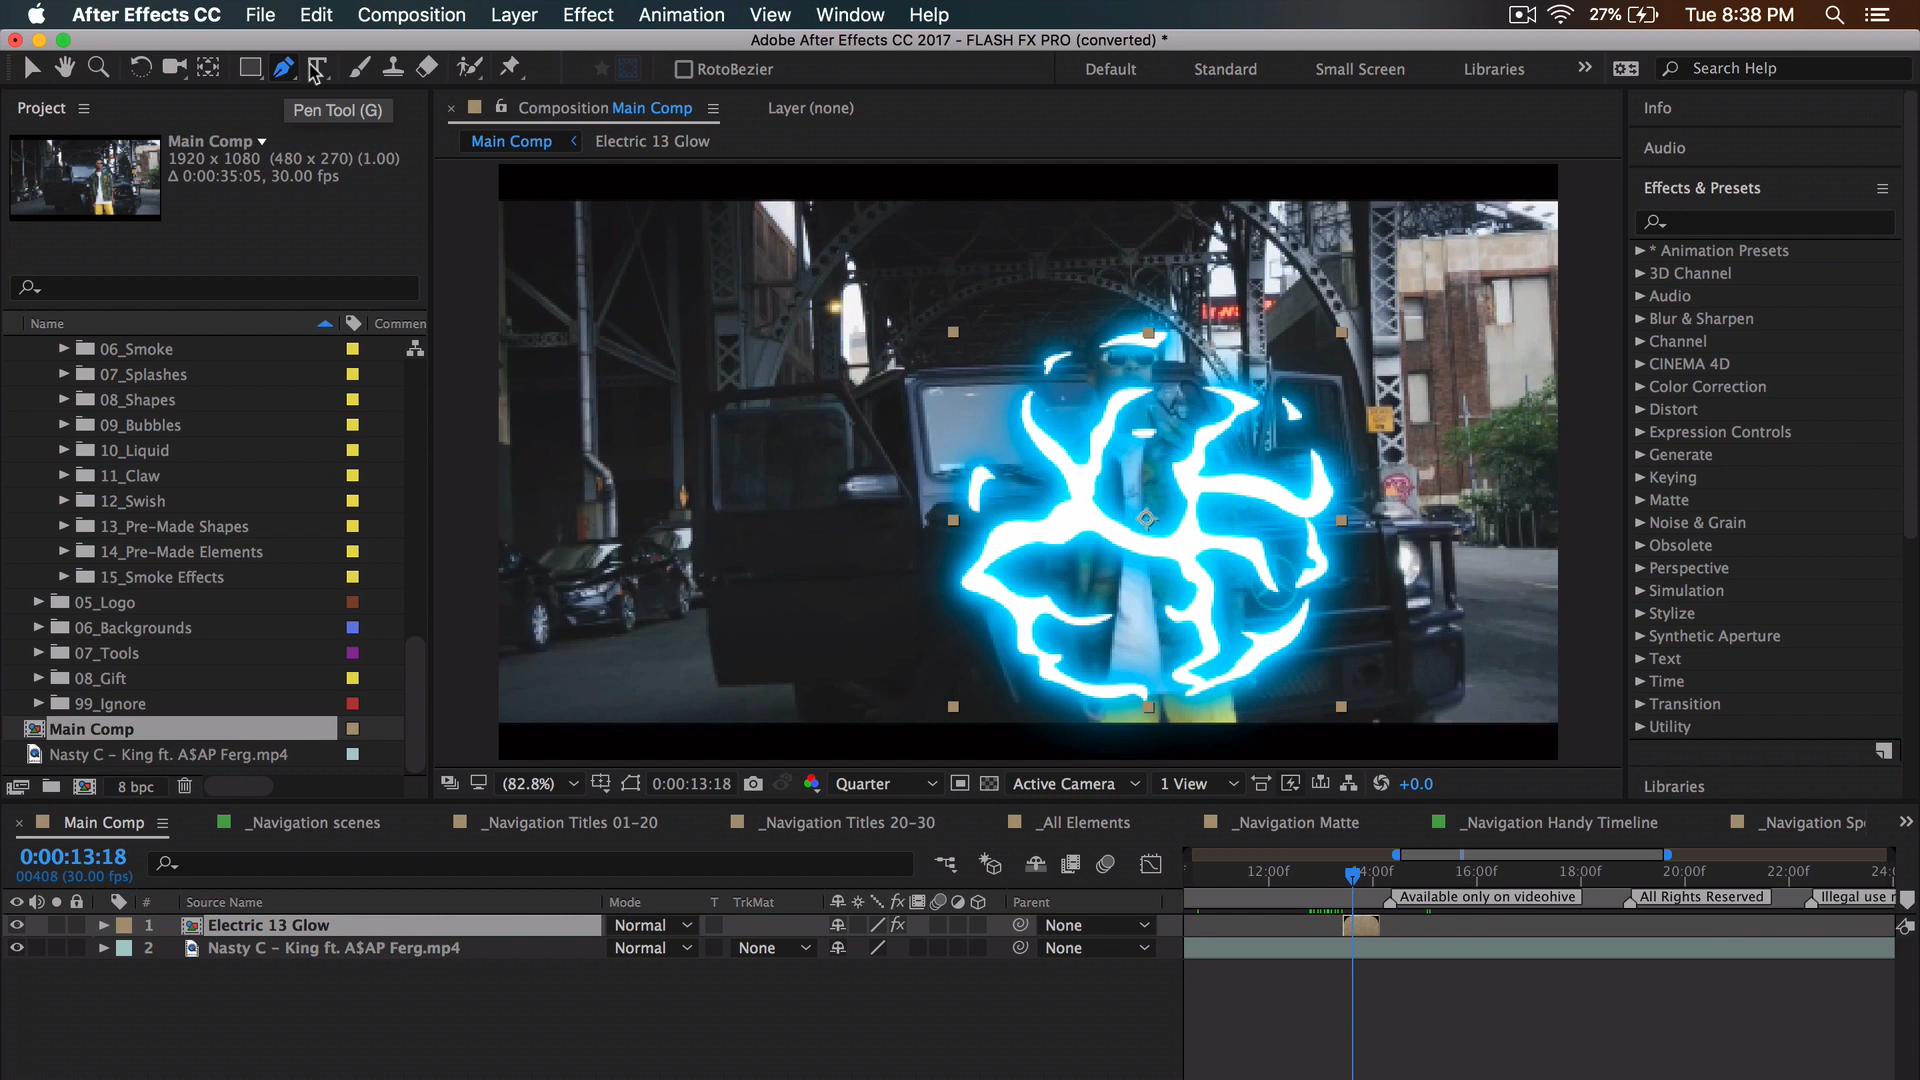 After Effects CC File Edit Composition Layer Effect Animation View Window Help 27% Tue 8:38 PM
Adobe After Effects CC 2017 - FLASH FX PRO (converted) *
RotoBezier Default Standard Small Screen Libraries Search Help
Project
Pen Tool (G)
Main Comp
1920 x 1080 (480 x 270) (1.00)
Δ 0:00:35:05, 30.00 fps
Name Commen
06_Smoke
07_Splashes
08_Shapes
09_Bubbles
10_Liquid
11_Claw
12_Swish
13_Pre-Made Shapes
14_Pre-Made Elements
15_Smoke Effects
05_Logo
06_Backgrounds
07_Tools
08_Gift
99_Ignore
Main Comp
Nasty C – King ft. A$AP Ferg.mp4
8 bpc
Composition Main Comp Layer (none)
Main Comp Electric 13 Glow
(82.8%) 0:00:13:18 Quarter Active Camera 1 View +0.0
Info
Audio
Effects & Presets
* Animation Presets
3D Channel
Audio
Blur & Sharpen
Channel
CINEMA 4D
Color Correction
Distort
Expression Controls
Generate
Keying
Matte
Noise & Grain
Obsolete
Perspective
Simulation
Stylize
Synthetic Aperture
Text
Time
Transition
Utility
Libraries
Main Comp _Navigation scenes _Navigation Titles 01-20 _Navigation Titles 20-30 _All Elements _Navigation Matte _Navigation Handy Timeline _Navigation Sp
0:00:13:18
00408 (30.00 fps)
12:00f 14:00f 16:00f 18:00f 20:00f 22:00f 24:0
Available only on videohive All Rights Reserved Illegal use r
# Source Name Mode T TrkMat fx Parent
1 Electric 13 Glow Normal fx None
2 Nasty C – King ft. A$AP Ferg.mp4 Normal None None